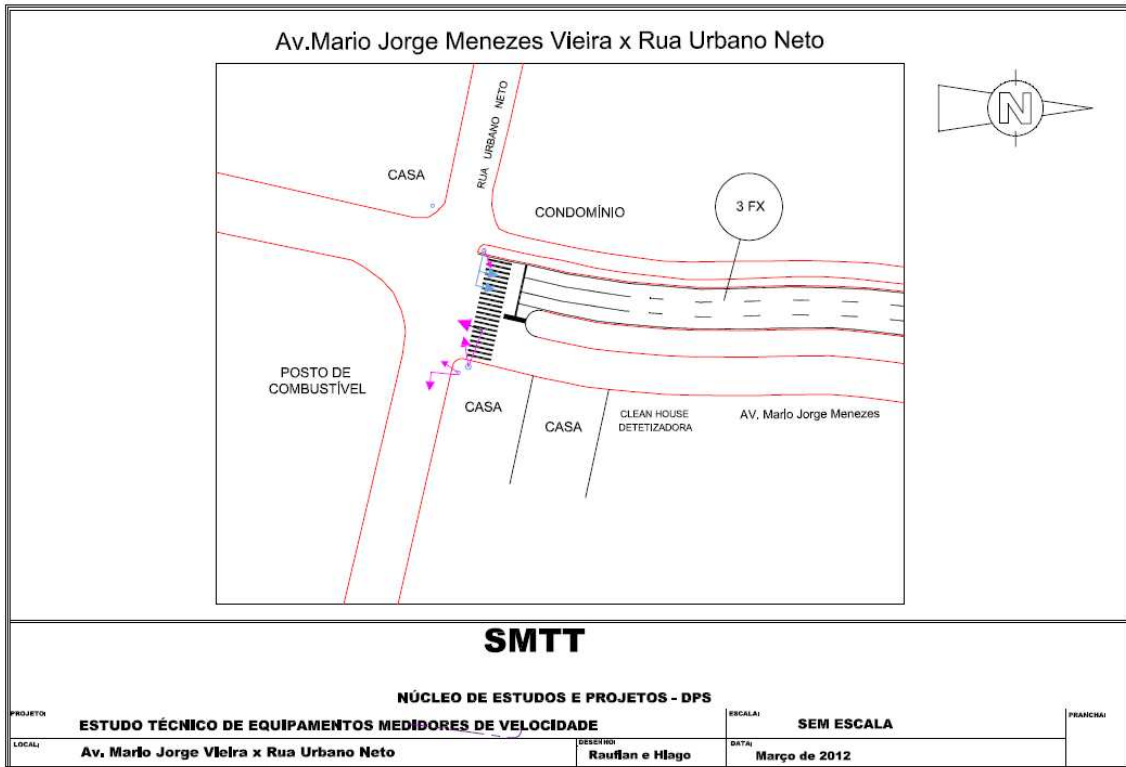 Av.Mario Jorge Menezes Vieira x Rua Urbano Neto
N
RUA URBANO NETO
CASA
CONDOMÍNIO
3 FX
POSTO DE
COMBUSTÍVEL
CASA
CASA
CLEAN HOUSE
DETETIZADORA
AV. Mario Jorge Menezes
SMTT
NÚCLEO DE ESTUDOS E PROJETOS - DPS
PROJETO:
ESTUDO TÉCNICO DE EQUIPAMENTOS MEDIDORES DE VELOCIDADE
ESCALA:
SEM ESCALA
PRANCHA:
LOCAL:
Av. Mario Jorge Vieira x Rua Urbano Neto
DESENHO:
Rauflan e Hiago
DATA:
Março de 2012